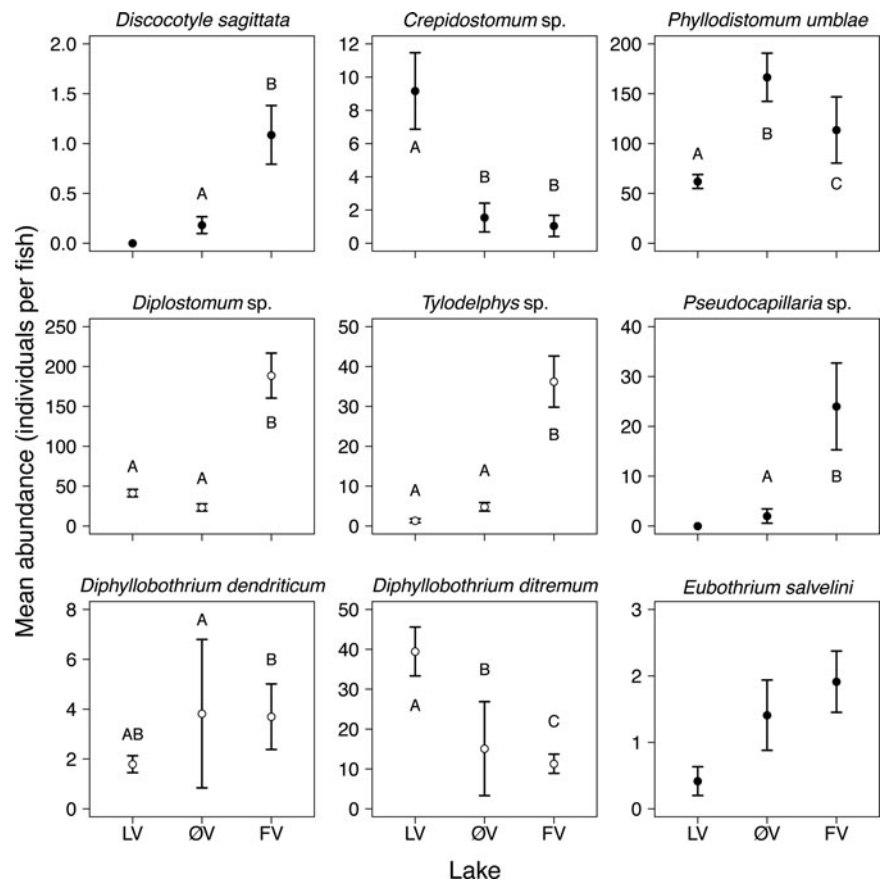 Discocotyle sagittata
Crepidostomum sp.
Phyllodistomum umblae
2.0
1.5
1.0
0.5
0.0
A
B
12
10
8
6
4
2
0
A
B
B
200
150
100
50
0
A
B
C
Diplostomum sp.
Tylodelphys sp.
Pseudocapillaria sp.
250
200
150
100
50
0
A
A
B
50
40
30
20
10
0
A
A
B
40
30
20
10
0
A
B
Diphyllobothrium dendriticum
Diphyllobothrium ditremum
Eubothrium salvelini
8
6
4
2
0
AB
A
B
LV
ØV
FV
50
40
30
20
10
0
A
B
C
LV
ØV
FV
3
2
1
0
LV
ØV
FV
Mean abundance (individuals per fish)
Lake